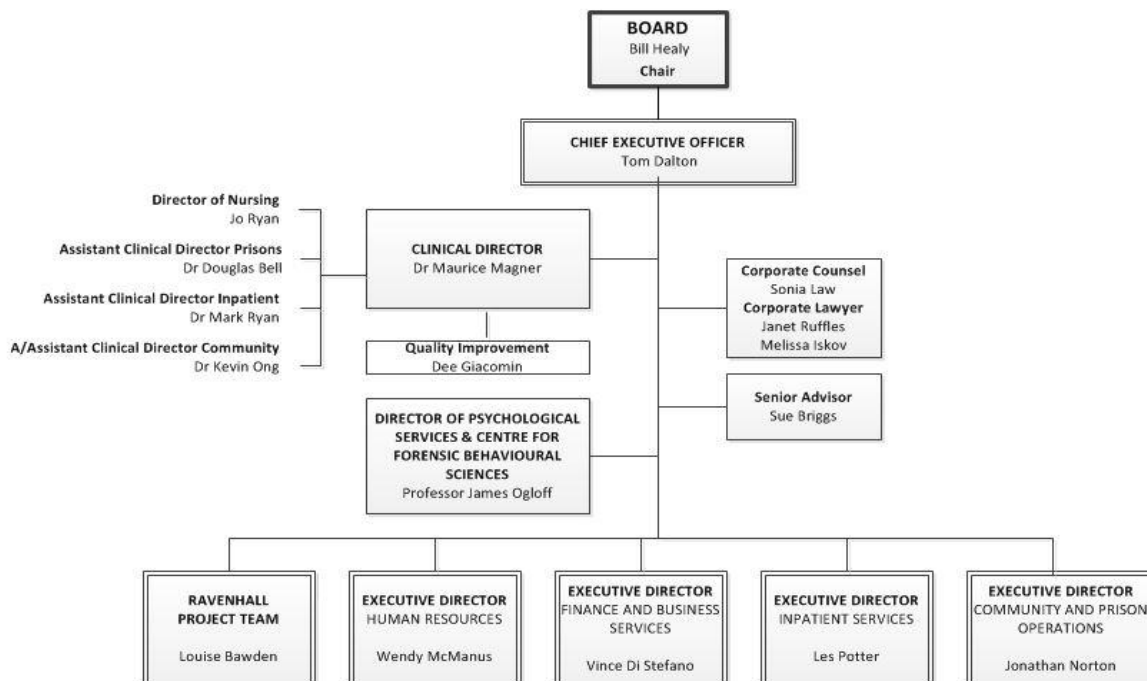 BOARD
Bill Healy
Chair
CHIEF EXECUTIVE OFFICER
Tom Dalton
Director of Nursing
Jo Ryan
Assistant Clinical Director Prisons
Dr Douglas Bell
Assistant Clinical Director Inpatient
Dr Mark Ryan
A/Assistant Clinical Director Community
Dr Kevin Ong
CLINICAL DIRECTOR
Dr Maurice Magner
Quality Improvement
Dee Giacomin
Corporate Counsel
Sonia Law
Corporate Lawyer
Janet Ruffles
Melissa Iskov
Senior Advisor
Sue Briggs
DIRECTOR OF PSYCHOLOGICAL
SERVICES & CENTRE FOR
FORENSIC BEHAVIOURAL
SCIENCES
Professor James Ogloff
RAVENHALL
PROJECT TEAM
Louise Bawden
EXECUTIVE DIRECTOR
HUMAN RESOURCES
Wendy McManus
EXECUTIVE DIRECTOR
FINANCE AND BUSINESS
SERVICES
Vince Di Stefano
EXECUTIVE DIRECTOR
INPATIENT SERVICES
Les Potter
EXECUTIVE DIRECTOR
COMMUNITY AND PRISON
OPERATIONS
Jonathan Norton